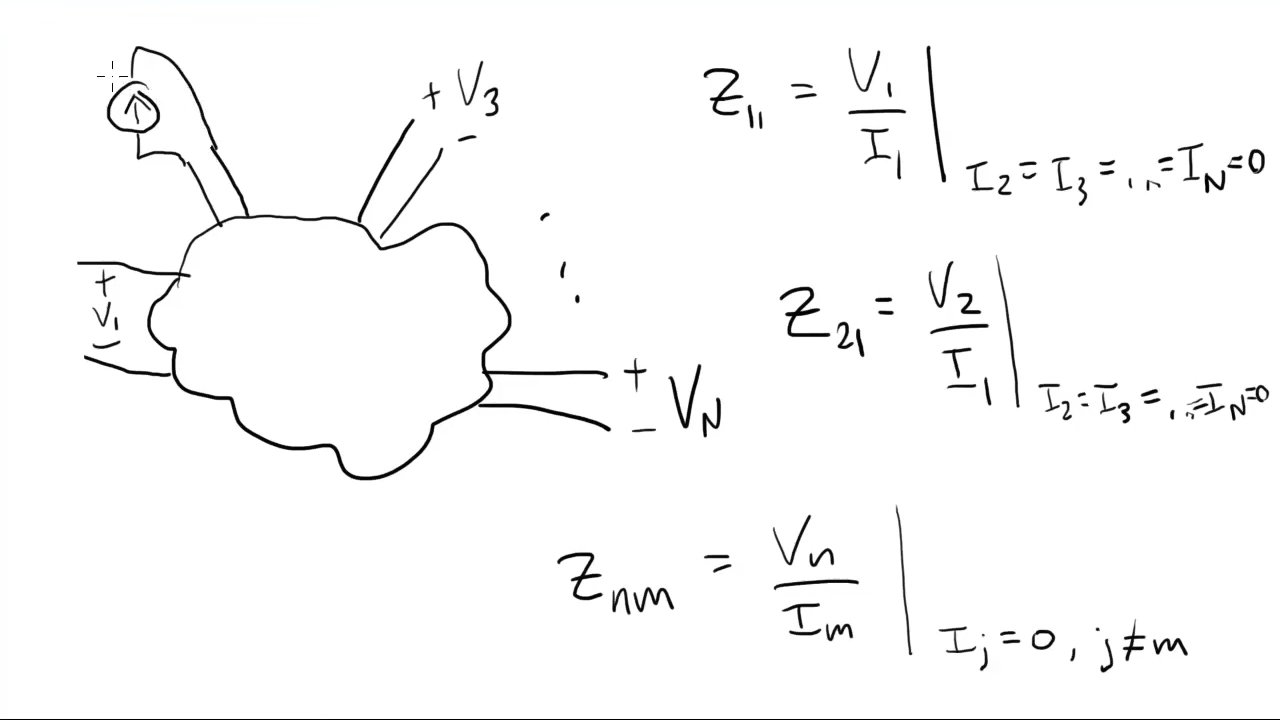 + V3
-
+
V1
-
+ VN
-
Z11 = V1/I1 | I2 = I3 = ... = IN = 0
Z21 = V2/I1 | I2 = I3 = ... = IN = 0
Znm = Vn/Im | Ij = 0, j ≠ m